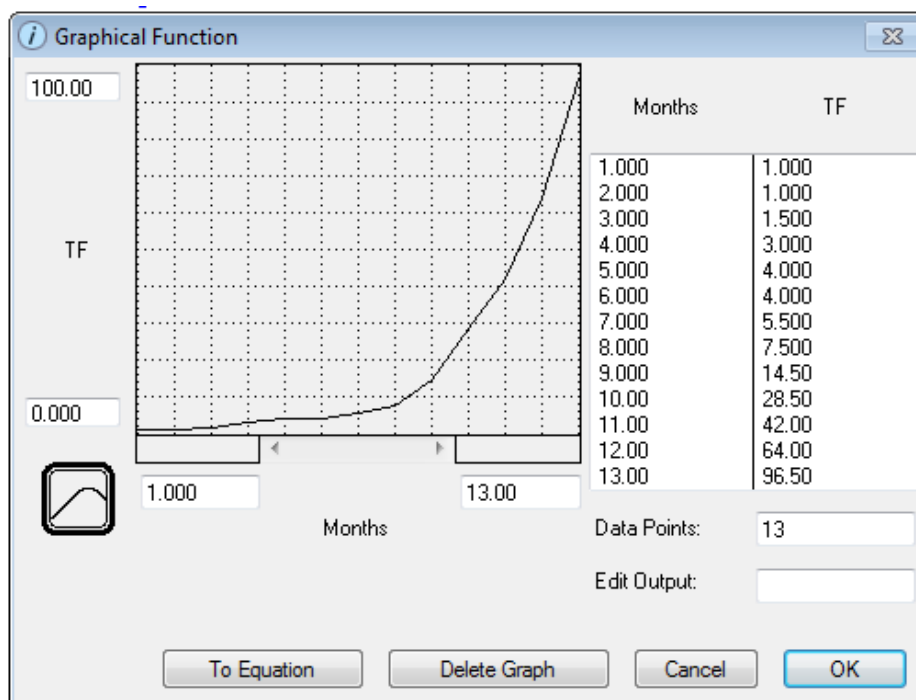 Graphical Function
100.00
TF
0.000
1.000
13.00
Months
Months TF
1.000 1.000
2.000 1.000
3.000 1.500
4.000 3.000
5.000 4.000
6.000 4.000
7.000 5.500
8.000 7.500
9.000 14.50
10.00 28.50
11.00 42.00
12.00 64.00
13.00 96.50
Data Points: 13
Edit Output:
To Equation Delete Graph Cancel OK